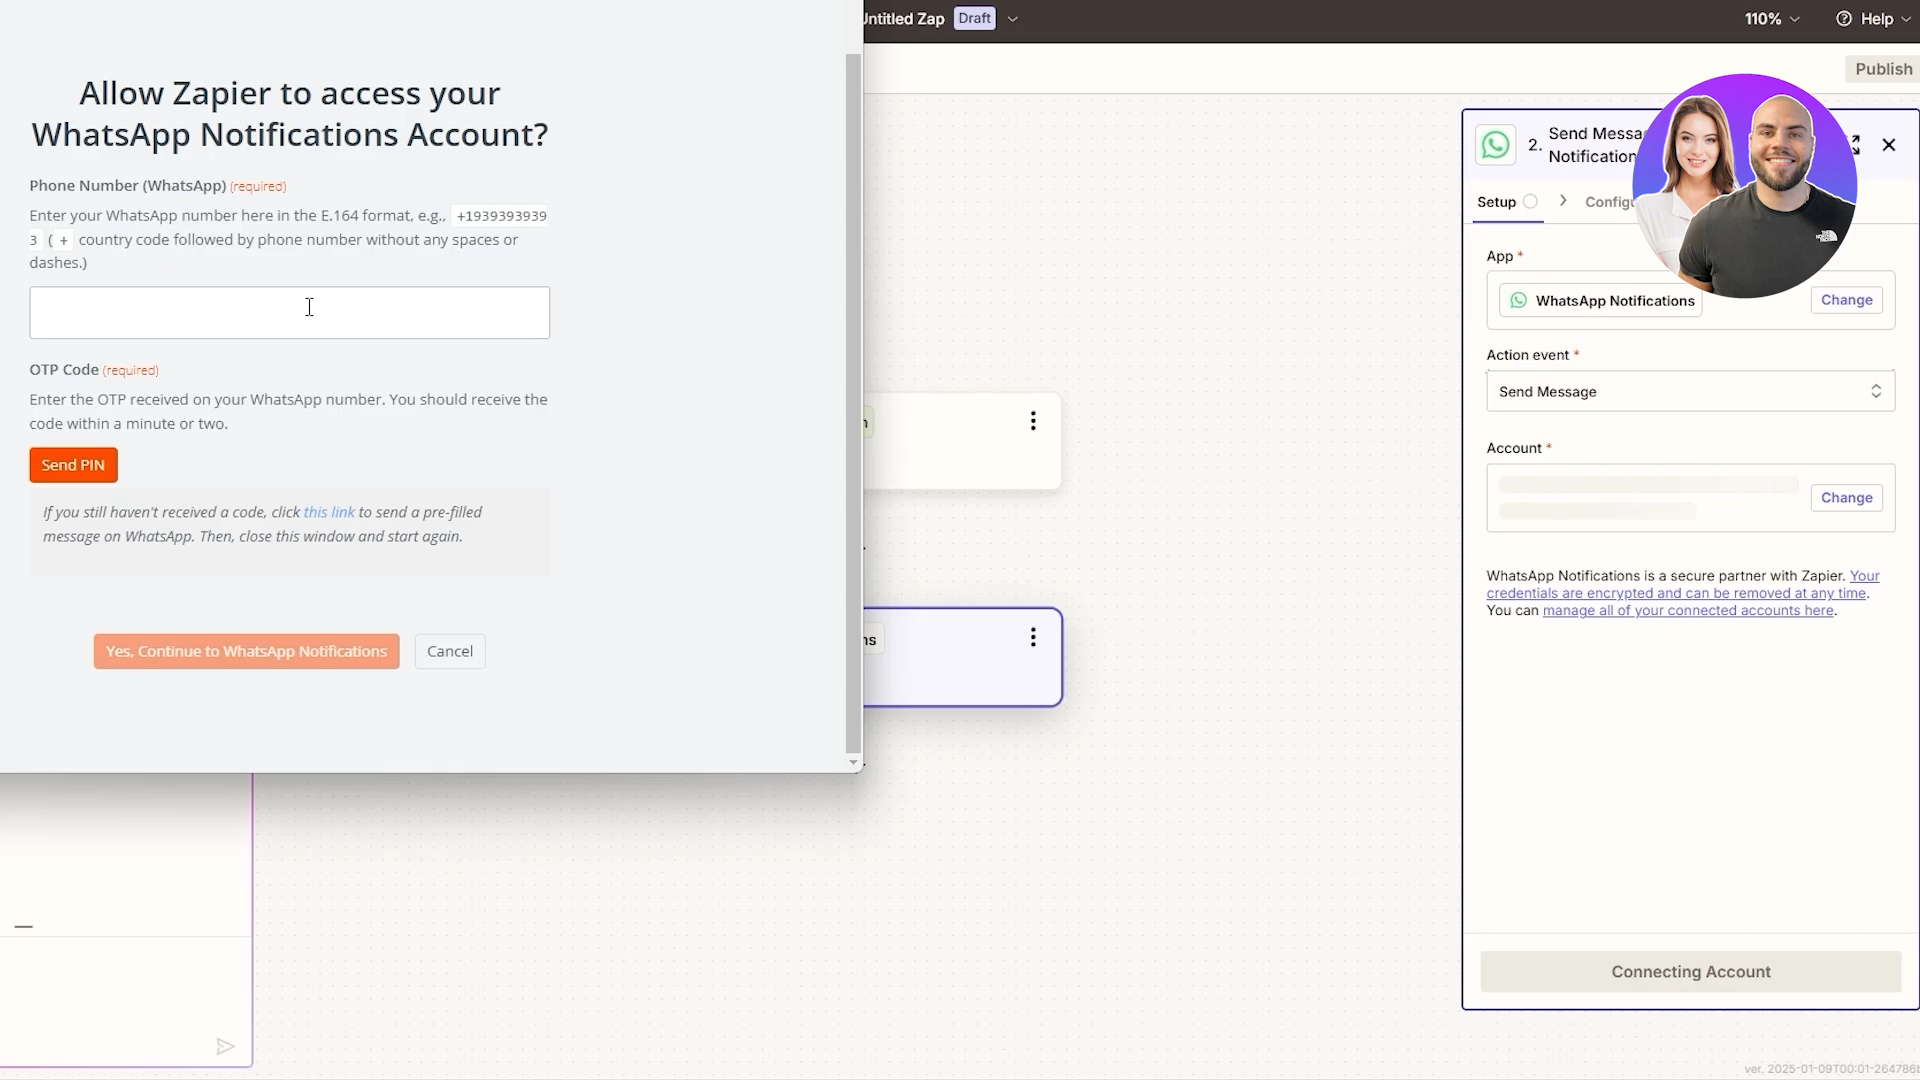 Untitled Zap Draft
110%
Help
Publish
Allow Zapier to access your
WhatsApp Notifications Account?
Phone Number (WhatsApp) (required)
Enter your WhatsApp number here in the E.164 format, e.g., +1939393939
3 ( + country code followed by phone number without any spaces or
dashes.)
OTP Code (required)
Enter the OTP received on your WhatsApp number. You should receive the
code within a minute or two.
Send PIN
If you still haven't received a code, click this link to send a pre-filled
message on WhatsApp. Then, close this window and start again.
Yes, Continue to WhatsApp Notifications
Cancel
2. Send Messa
Notification
Setup
Config
App *
WhatsApp Notifications
Change
Action event *
Send Message
Account *
Change
WhatsApp Notifications is a secure partner with Zapier. Your
credentials are encrypted and can be removed at any time.
You can manage all of your connected accounts here.
Connecting Account